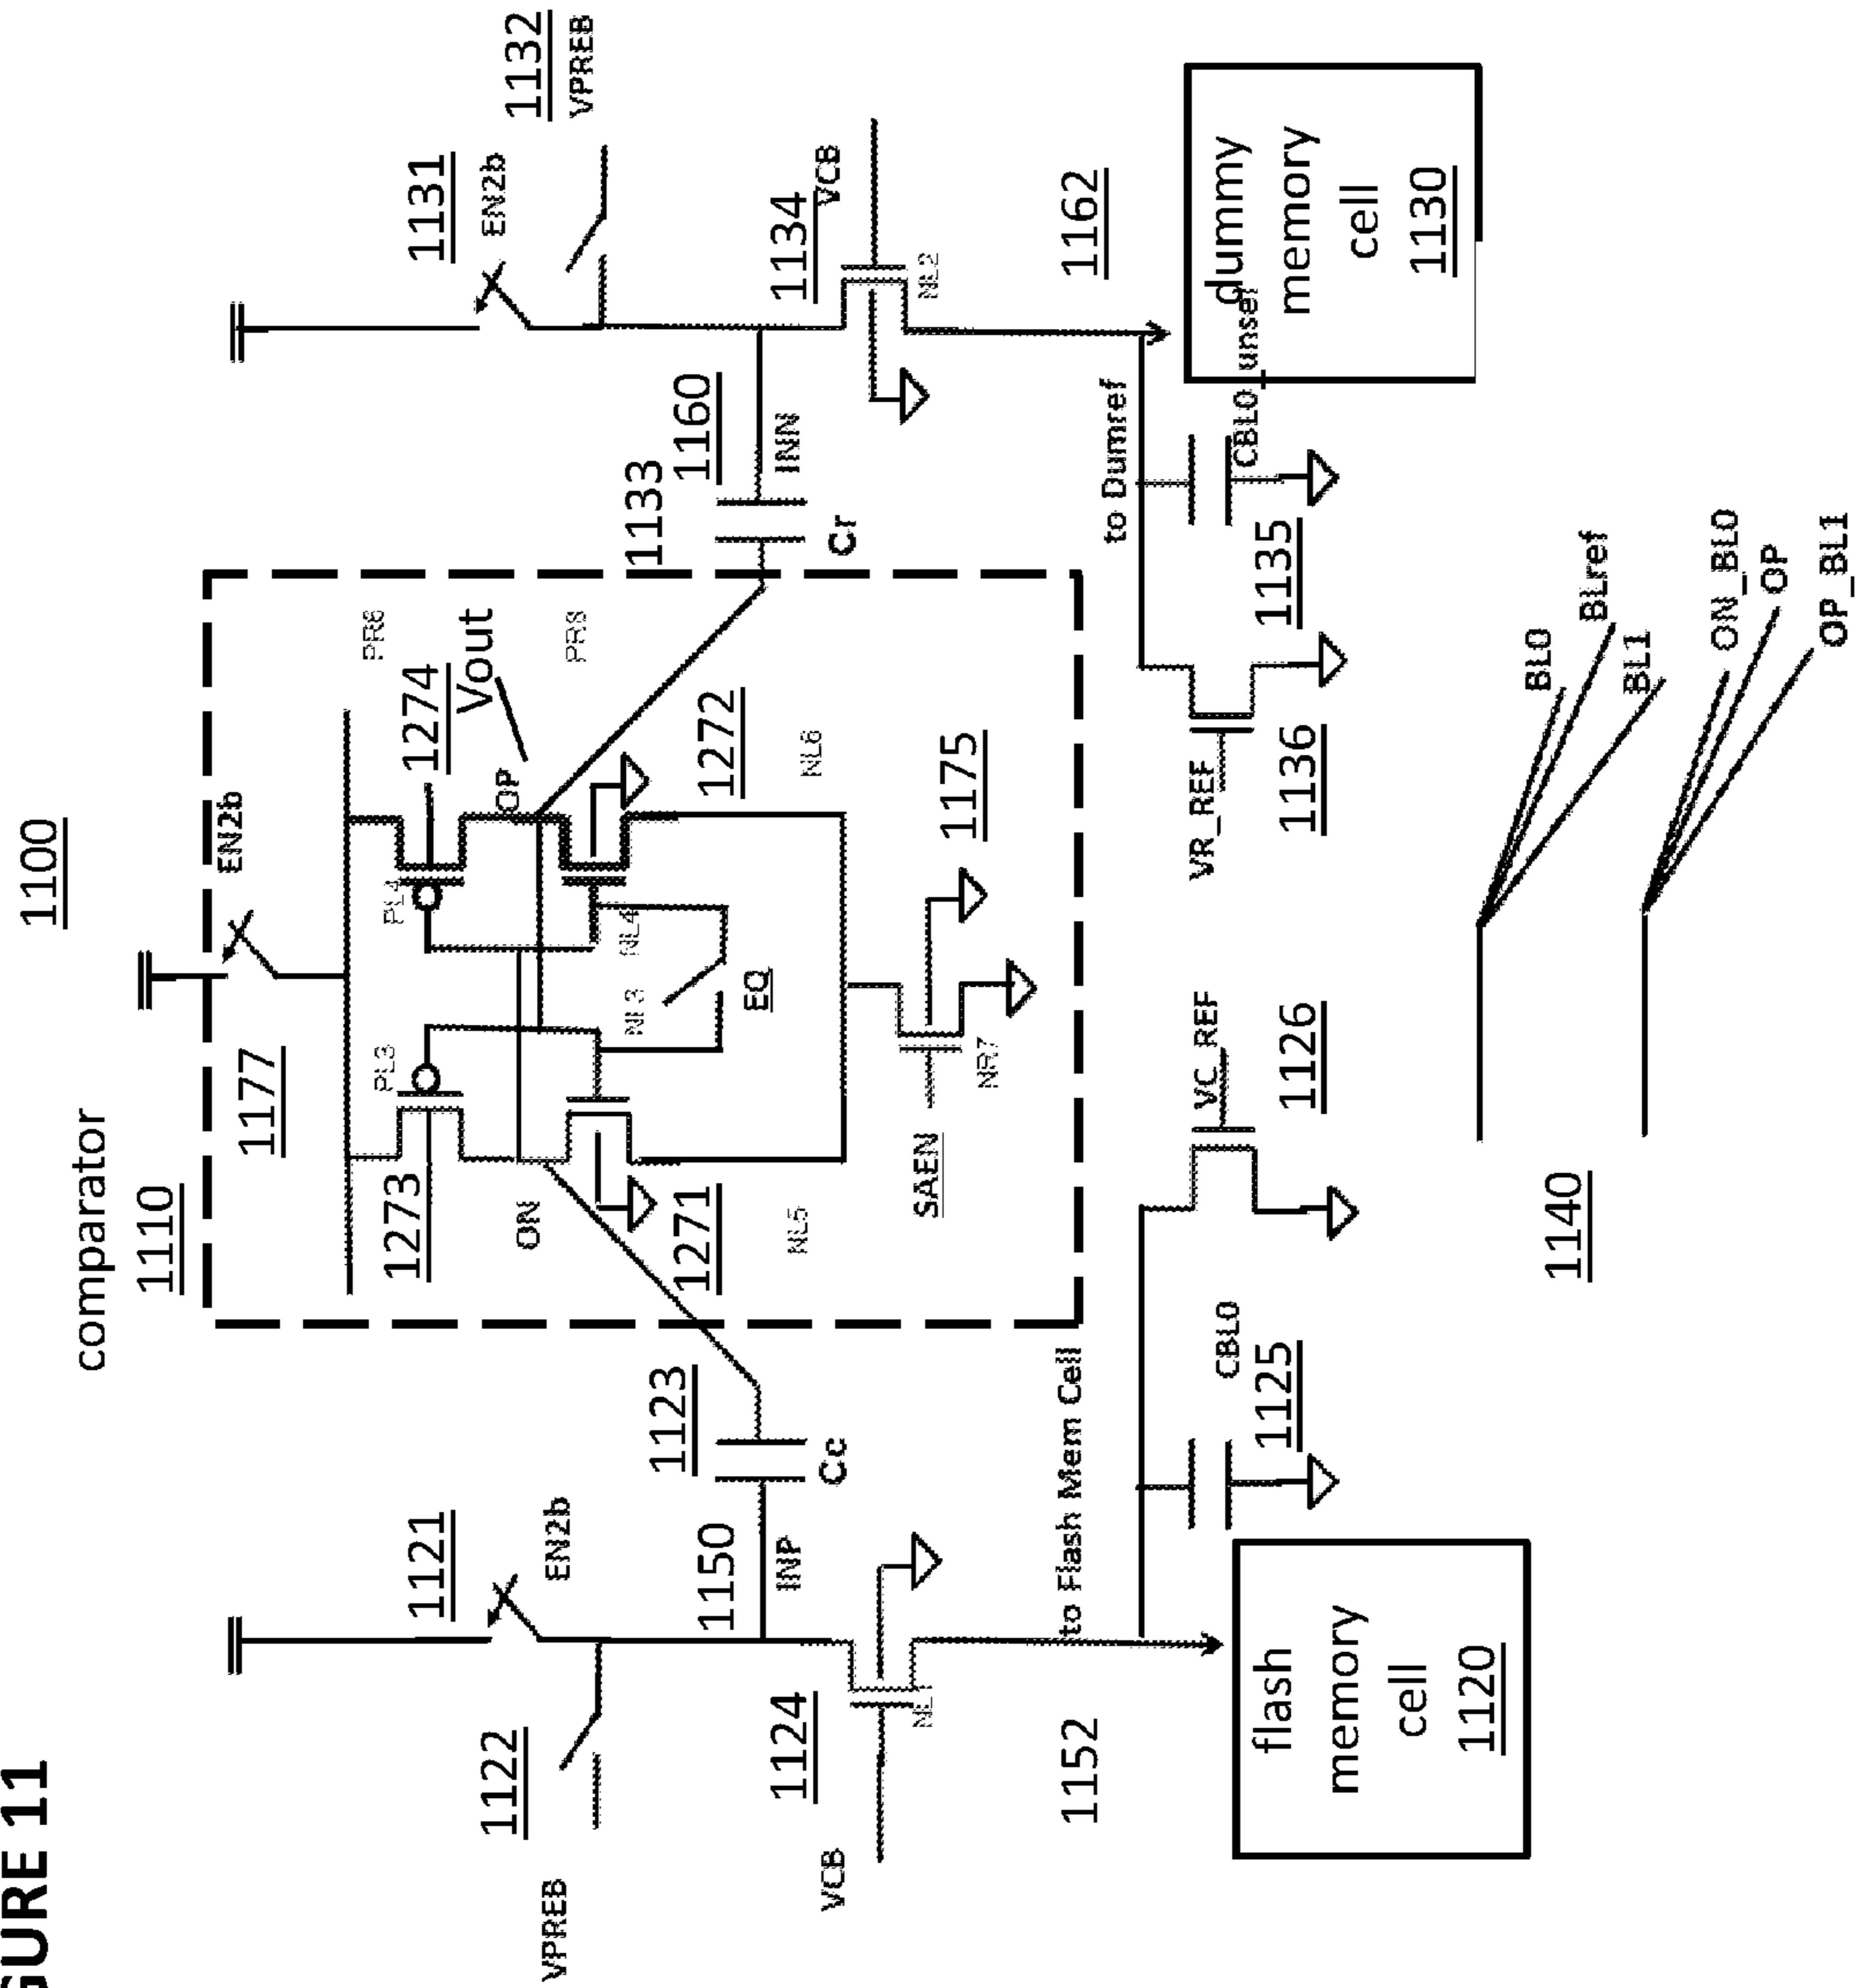 GURE 11
1100
comparator
1110
1177
EN2b
1121
EN2b
1122
VPREB
1131
EN2b
1132
VPREB
PL3
1273
PL4
1274
PR6
Vout
OP
PR8
ON
NL3
NL4
1271
1272
EQ
NL5
NL6
SAEN
NR7
1175
1150
INP
1123
Cc
1133
Cr
1160
INN
1124
VCB
NL1
1134
VCB
NL2
1152
to Flash Mem Cell
1162
to Dumref
flash
memory
cell
1120
CBL0
1125
VC_REF
1126
VR_REF
1136
1135
CBL0_unsel
dummy
memory
cell
1130
1140
BL0
BLref
BL1
ON_BL0
OP
OP_BL1